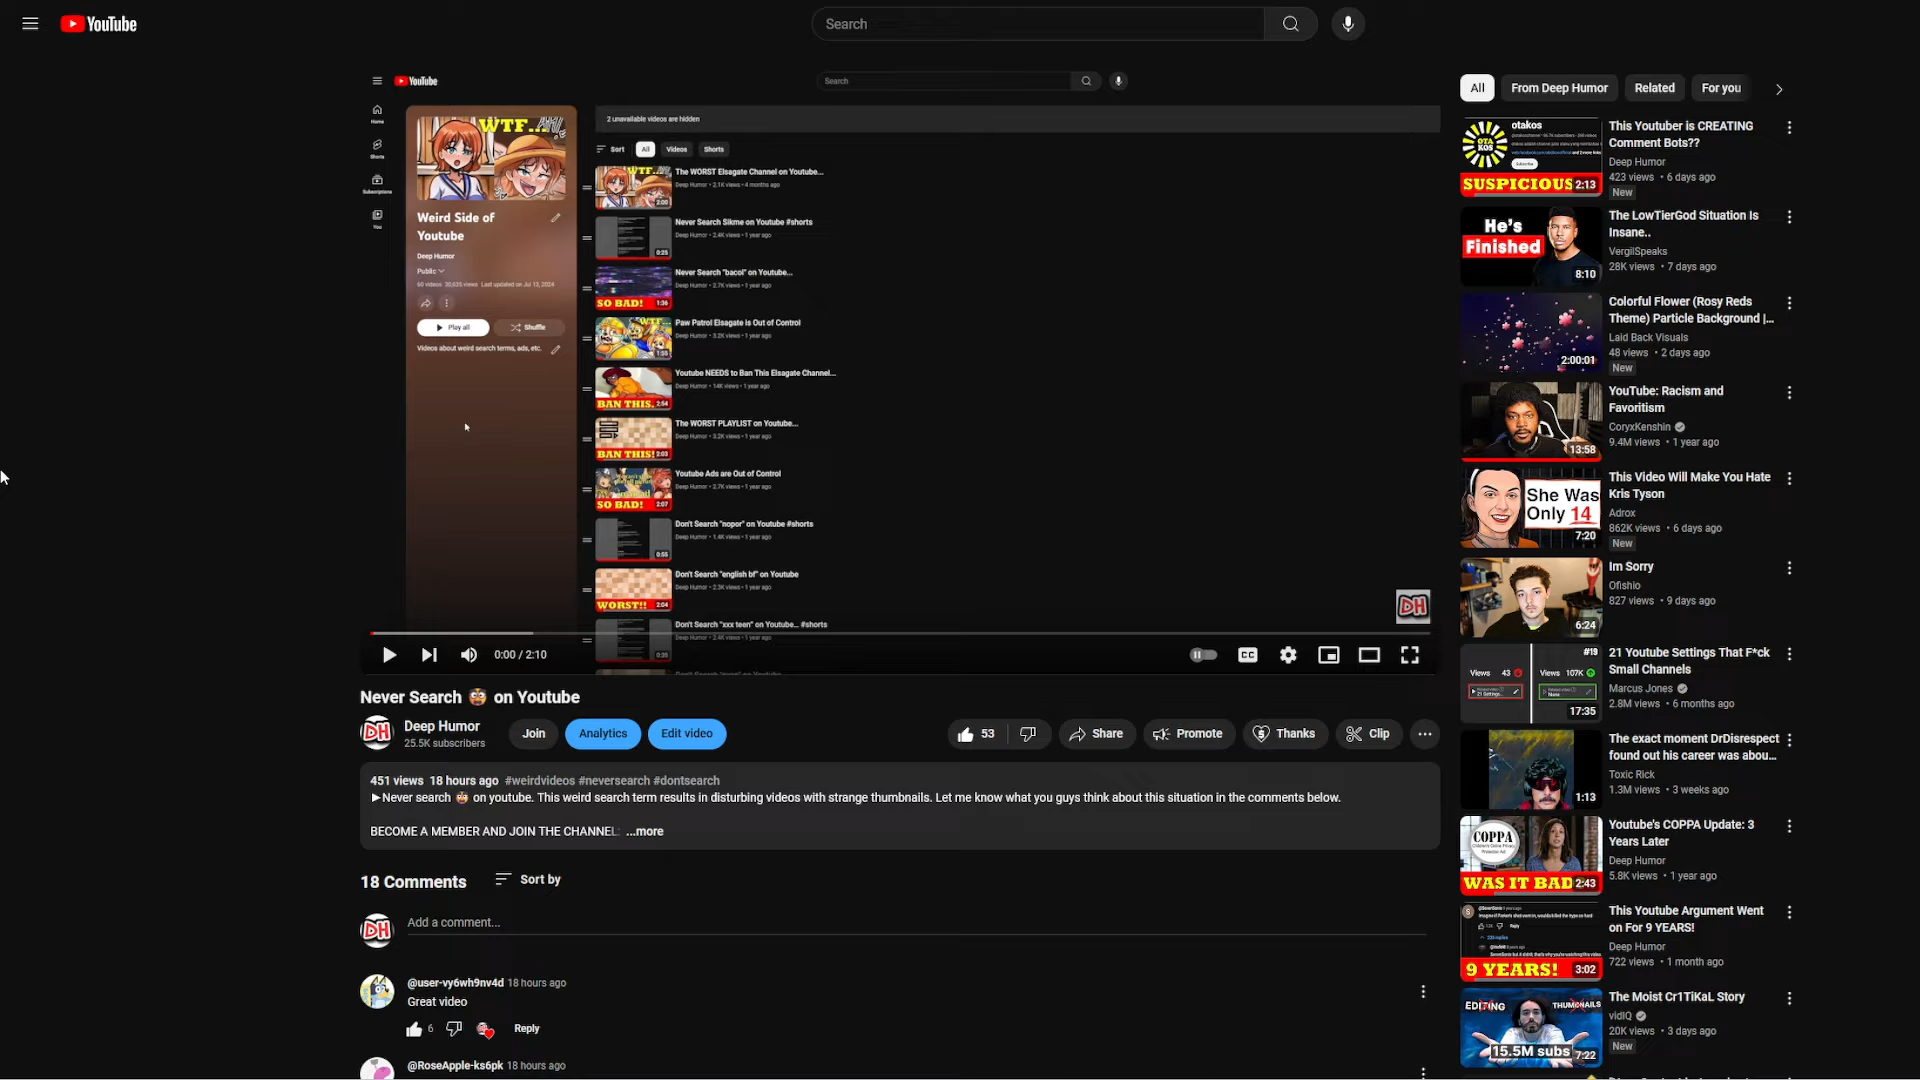 YouTube
Search
YouTube
Search
Home
Shorts
Subscriptions
You
WTF...
Weird Side of
Youtube
Deep Humor
Public
60 videos 30,635 views Last updated on Jul 13, 2024
Play all
Shuffle
Videos about weird search terms, ads, etc.
2 unavailable videos are hidden
Sort
All
Videos
Shorts
WTF...
2:00
The WORST Elsagate Channel on Youtube...
Deep Humor • 2.1K views • 4 months ago
0:25
Never Search Sikme on Youtube #shorts
Deep Humor • 2.4K views • 1 year ago
SO BAD!
1:36
Never Search "bacol" on Youtube...
Deep Humor • 2.7K views • 1 year ago
WTF...
1:55
Paw Patrol Elsagate is Out of Control
Deep Humor • 3.2K views • 1 year ago
BAN THIS.
2:54
Youtube NEEDS to Ban This Elsagate Channel...
Deep Humor • 14K views • 1 year ago
BAN THIS!
2:03
The WORST PLAYLIST on Youtube...
Deep Humor • 3.2K views • 1 year ago
SO BAD!
2:07
Youtube Ads are Out of Control
Deep Humor • 2.7K views • 1 year ago
0:55
Don't Search "nopor" on Youtube #shorts
Deep Humor • 1.4K views • 1 year ago
WORST!!
2:04
Don't Search "english bf" on Youtube
Deep Humor • 2.3K views • 1 year ago
0:25
Don't Search "xxx teen" on Youtube... #shorts
Deep Humor • 2.4K views • 1 year ago
DH
0:00 / 2:10
CC
Never Search 🤯 on Youtube
DH
Deep Humor
25.5K subscribers
Join
Analytics
Edit video
53
Share
Promote
Thanks
Clip
451 views 18 hours ago #weirdvideos #neversearch #dontsearch
►Never search 🤯 on youtube. This weird search term results in disturbing videos with strange thumbnails. Let me know what you guys think about this situation in the comments below.
BECOME A MEMBER AND JOIN THE CHANNEL: ...more
18 Comments
Sort by
DH
Add a comment...
@user-vy6wh9nv4d 18 hours ago
Great video
6
Reply
@RoseApple-ks6pk 18 hours ago
All
From Deep Humor
Related
For you
OTAKOS
otakos
Subscribe
SUSPICIOUS
2:13
This Youtuber is CREATING
Comment Bots??
Deep Humor
423 views • 6 days ago
New
He's
Finished
8:10
The LowTierGod Situation Is
Insane..
VergilSpeaks
28K views • 7 days ago
2:00:01
Colorful Flower (Rosy Reds
Theme) Particle Background |...
Laid Back Visuals
48 views • 2 days ago
New
13:58
YouTube: Racism and
Favoritism
CoryxKenshin
9.4M views • 1 year ago
She Was
Only 14
7:20
This Video Will Make You Hate
Kris Tyson
Adrox
862K views • 6 days ago
New
6:24
Im Sorry
Ofishio
827 views • 9 days ago
#19
Views 43
Views 107K
17:35
21 Youtube Settings That F*ck
Small Channels
Marcus Jones
2.8M views • 6 months ago
1:13
The exact moment DrDisrespect
found out his career was abou...
Toxic Rick
1.3M views • 3 weeks ago
COPPA
WAS IT BAD
2:43
Youtube's COPPA Update: 3
Years Later
Deep Humor
5.8K views • 1 year ago
9 YEARS!
3:02
This Youtube Argument Went
on For 9 YEARS!
Deep Humor
722 views • 1 month ago
EDITING
THUMBNAILS
15.5M subs
7:22
The Moist Cr1TiKaL Story
vidIQ
20K views • 3 days ago
New